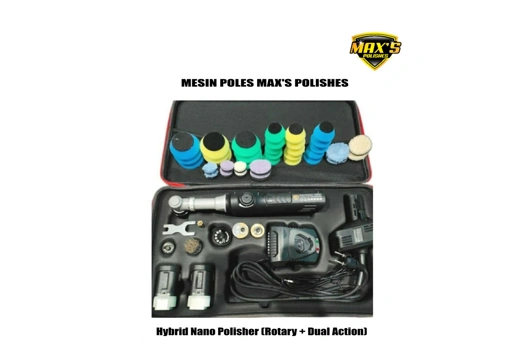 MAX'S
POLISHES
MESIN POLES MAX'S POLISHES
Hybrid Nano Polisher (Rotary + Dual Action)